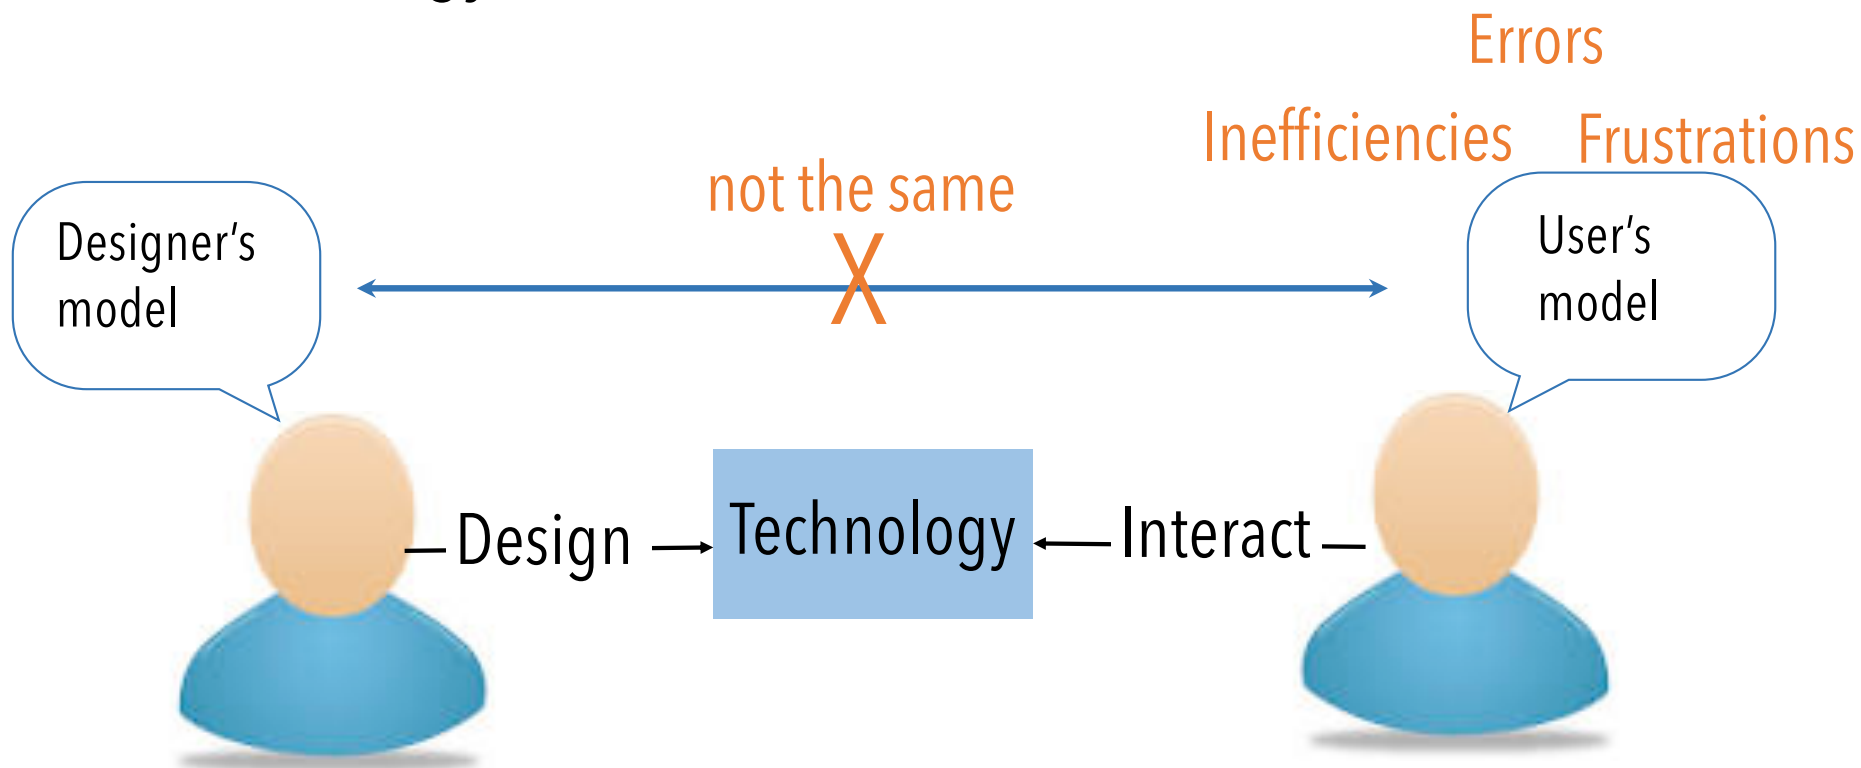 Errors
Inefficiencies Frustrations
not the same
X
Designer's
model
User's
model
Design
Technology
Interact